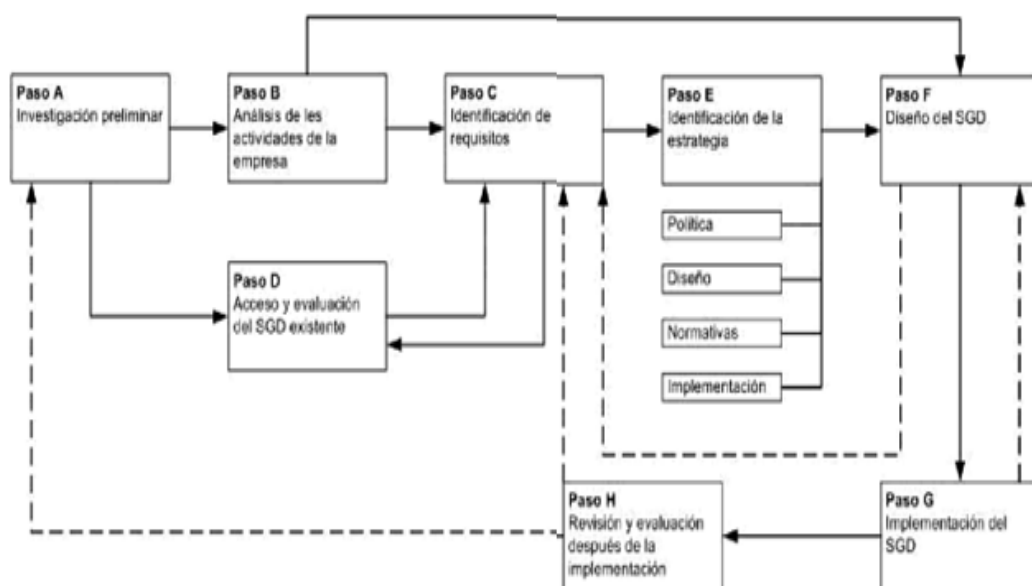 Paso A
Investigación preliminar
Paso B
Análisis de les
actividades de la
empresa
Paso C
Identificación de
requisitos
Paso E
Identificación de la
estrategia
Paso F
Diseño del SGD
Política
Diseño
Normativas
Implementación
Paso D
Acceso y evaluación
del SGD existente
Paso H
Revisión y evaluación
después de la
implementación
Paso G
Implementación del
SGD